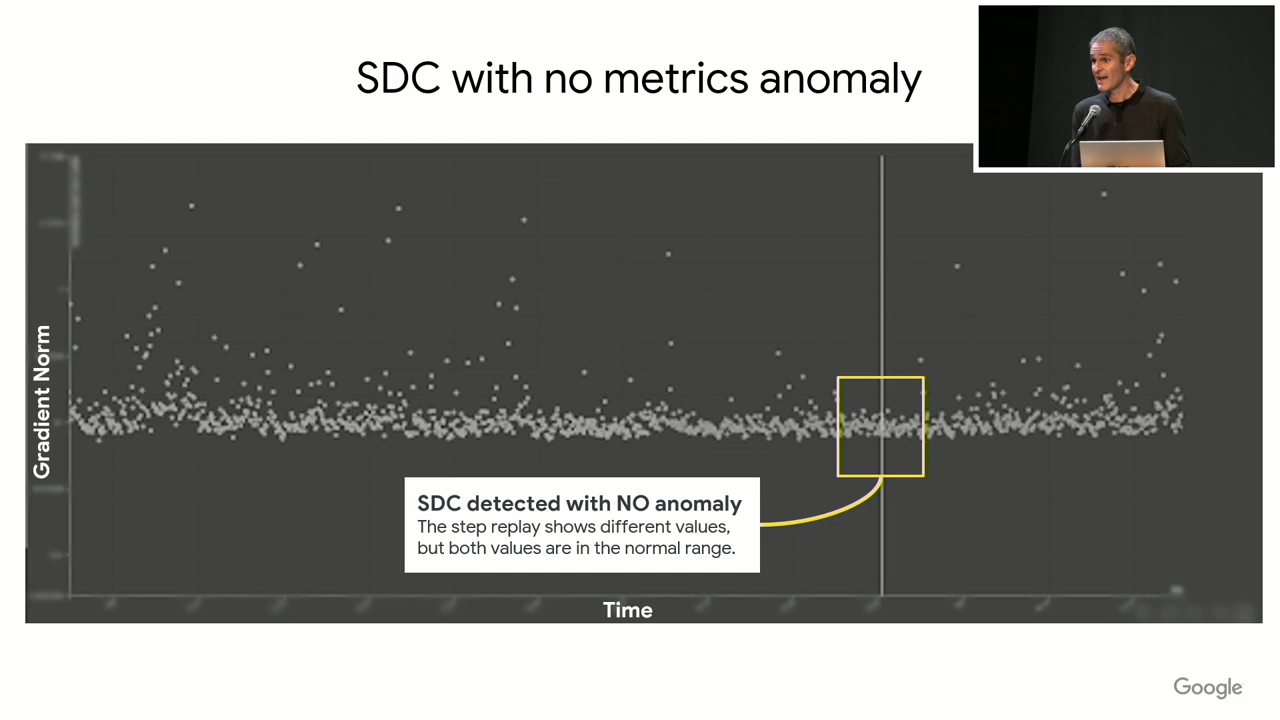 SDC with no metrics anomaly
Gradient Norm
SDC detected with NO anomaly
The step replay shows different values,
but both values are in the normal range.
Time
Google